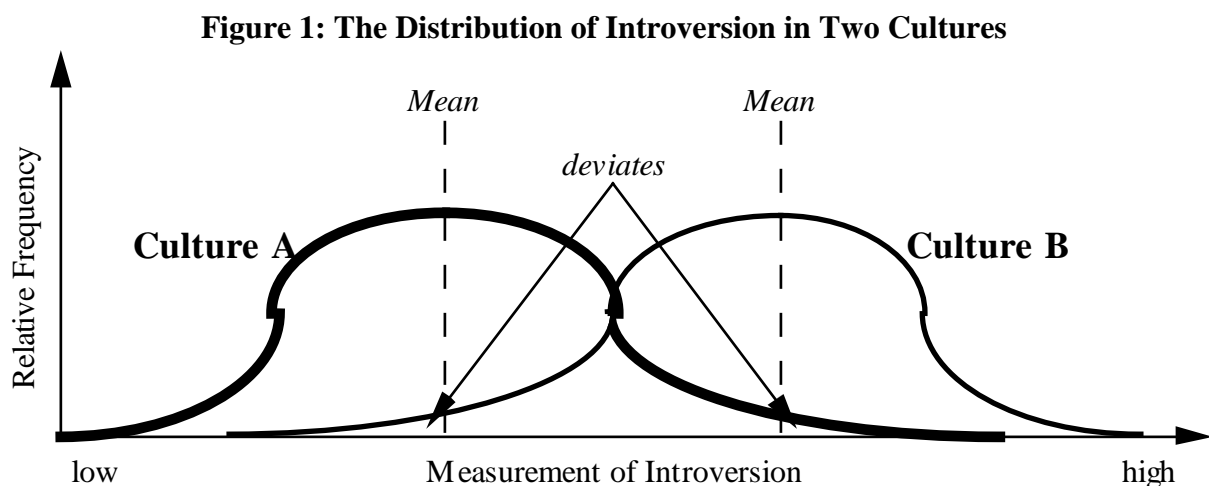 Figure 1: The Distribution of Introversion in Two Cultures
Mean
Mean
deviates
Culture A
Culture B
Relative Frequency
low
Measurement of Introversion
high